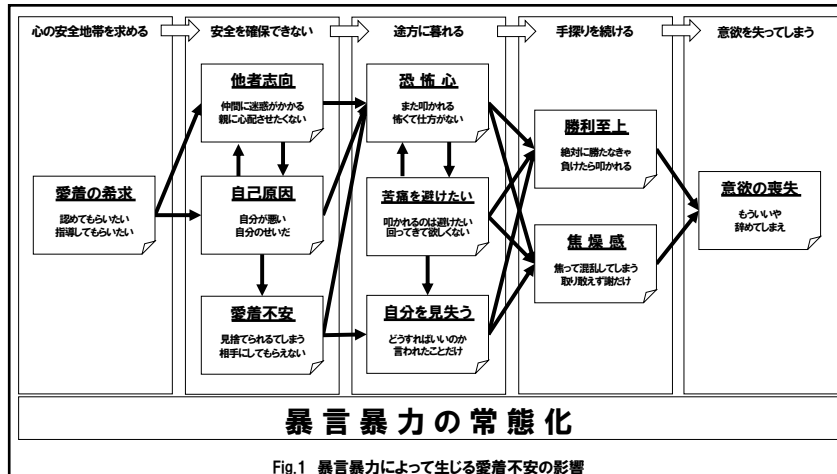 心の安全地帯を求める
安全を確保できない
途方に暮れる
手探りを続ける
意欲を失ってしまう
愛着の希求
認めてもらいたい
指導してもらいたい
他者志向
仲間に迷惑がかかる
親に心配させたくない
自己原因
自分が悪い
自分のせいだ
愛着不安
見捨てられるてしまう
相手にしてもらえない
恐怖心
また叩かれる
怖くて仕方がない
苦痛を避けたい
叩かれるのは避けたい
回ってきて欲しくない
自分を見失う
どうすればいいのか
言われたことだけ
勝利至上
絶対に勝たなきゃ
負けたら叩かれる
焦燥感
焦って混乱してしまう
取り敢えず謝だけ
意欲の喪失
もういいや
辞めてしまえ
暴言暴力の常態化
Fig.1 暴言暴力によって生じる愛着不安の影響